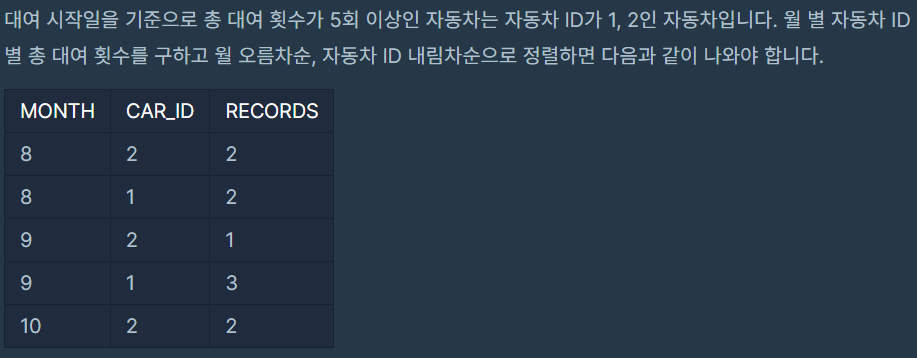 대여 시작일을 기준으로 총 대여 횟수가 5회 이상인 자동차는 자동차 ID가 1, 2인 자동차입니다. 월 별 자동차 ID
별 총 대여 횟수를 구하고 월 오름차순, 자동차 ID 내림차순으로 정렬하면 다음과 같이 나와야 합니다.
MONTH CAR_ID RECORDS
8 2 2
8 1 2
9 2 1
9 1 3
10 2 2